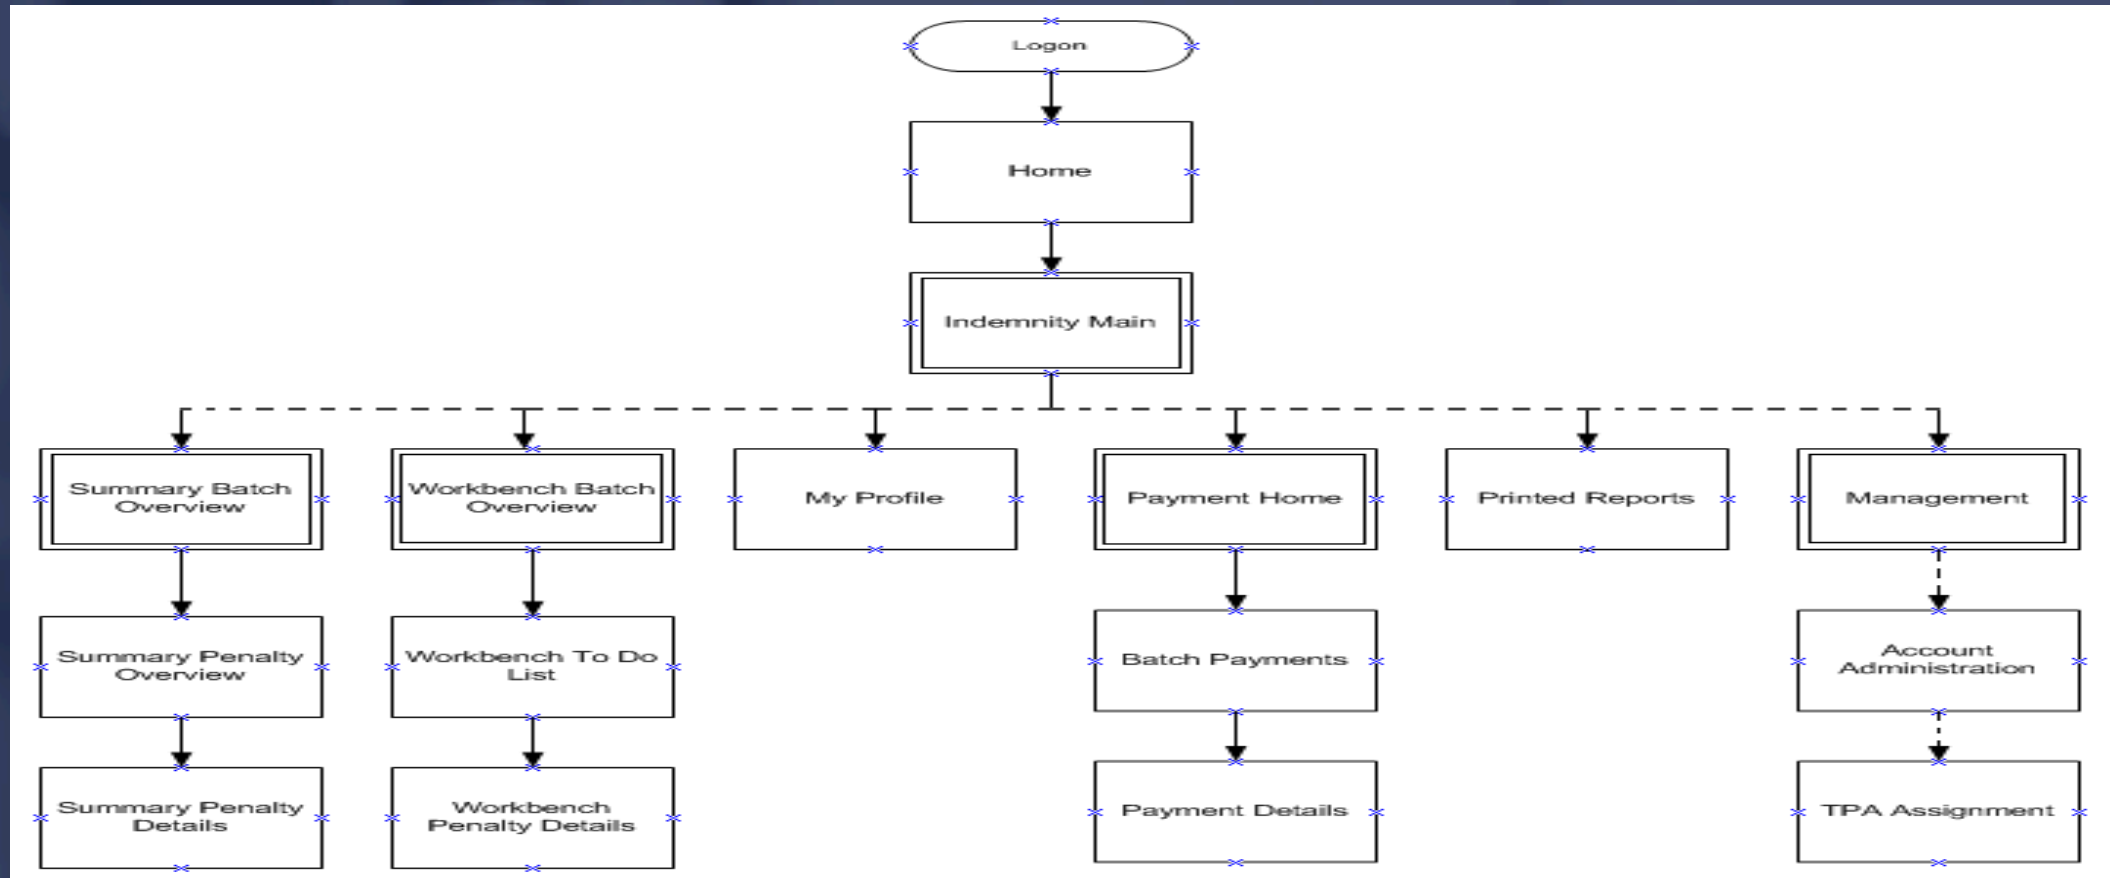 Logon
Home
Indemnity Main
Summary Batch
Overview
Workbench Batch
Overview
My Profile
Payment Home
Printed Reports
Management
Summary Penalty
Overview
Workbench To Do
List
Batch Payments
Account
Administration
Summary Penalty
Details
Workbench
Penalty Details
Payment Details
TPA Assignment